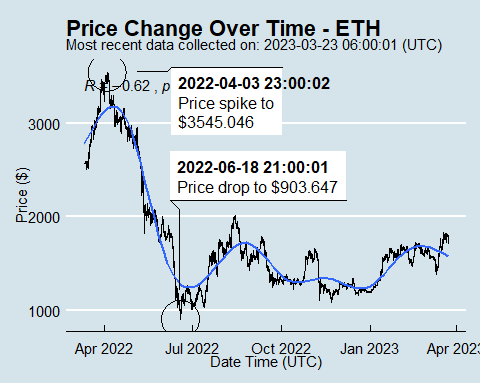 Price Change Over Time - ETH
Most recent data collected on: 2023-03-23 06:00:01 (UTC)
R = −0.62 , p
2022-04-03 23:00:02
Price spike to
$3545.046
2022-06-18 21:00:01
Price drop to $903.647
Price ($)
3000
2000
1000
Apr 2022
Jul 2022
Oct 2022
Jan 2023
Apr 2023
Date Time (UTC)